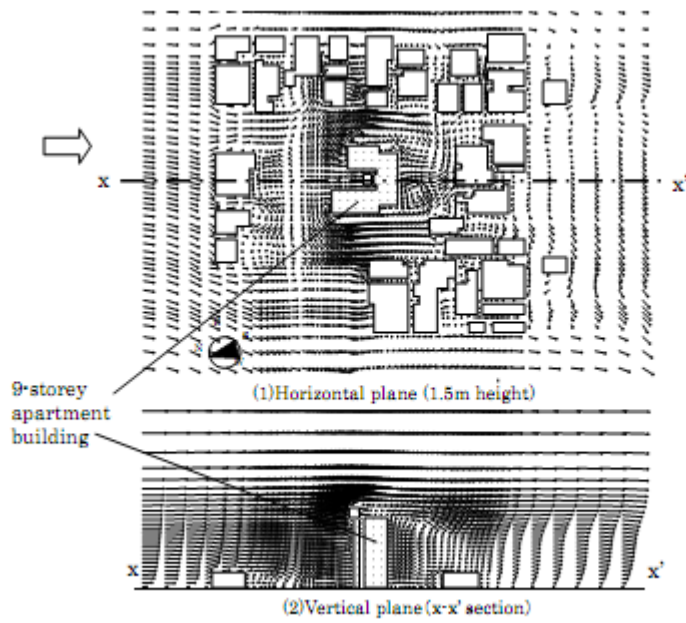 x
x'
(1)Horizontal plane (1.5m height)
9-storey
apartment
building
x
x'
(2)Vertical plane(x-x' section)